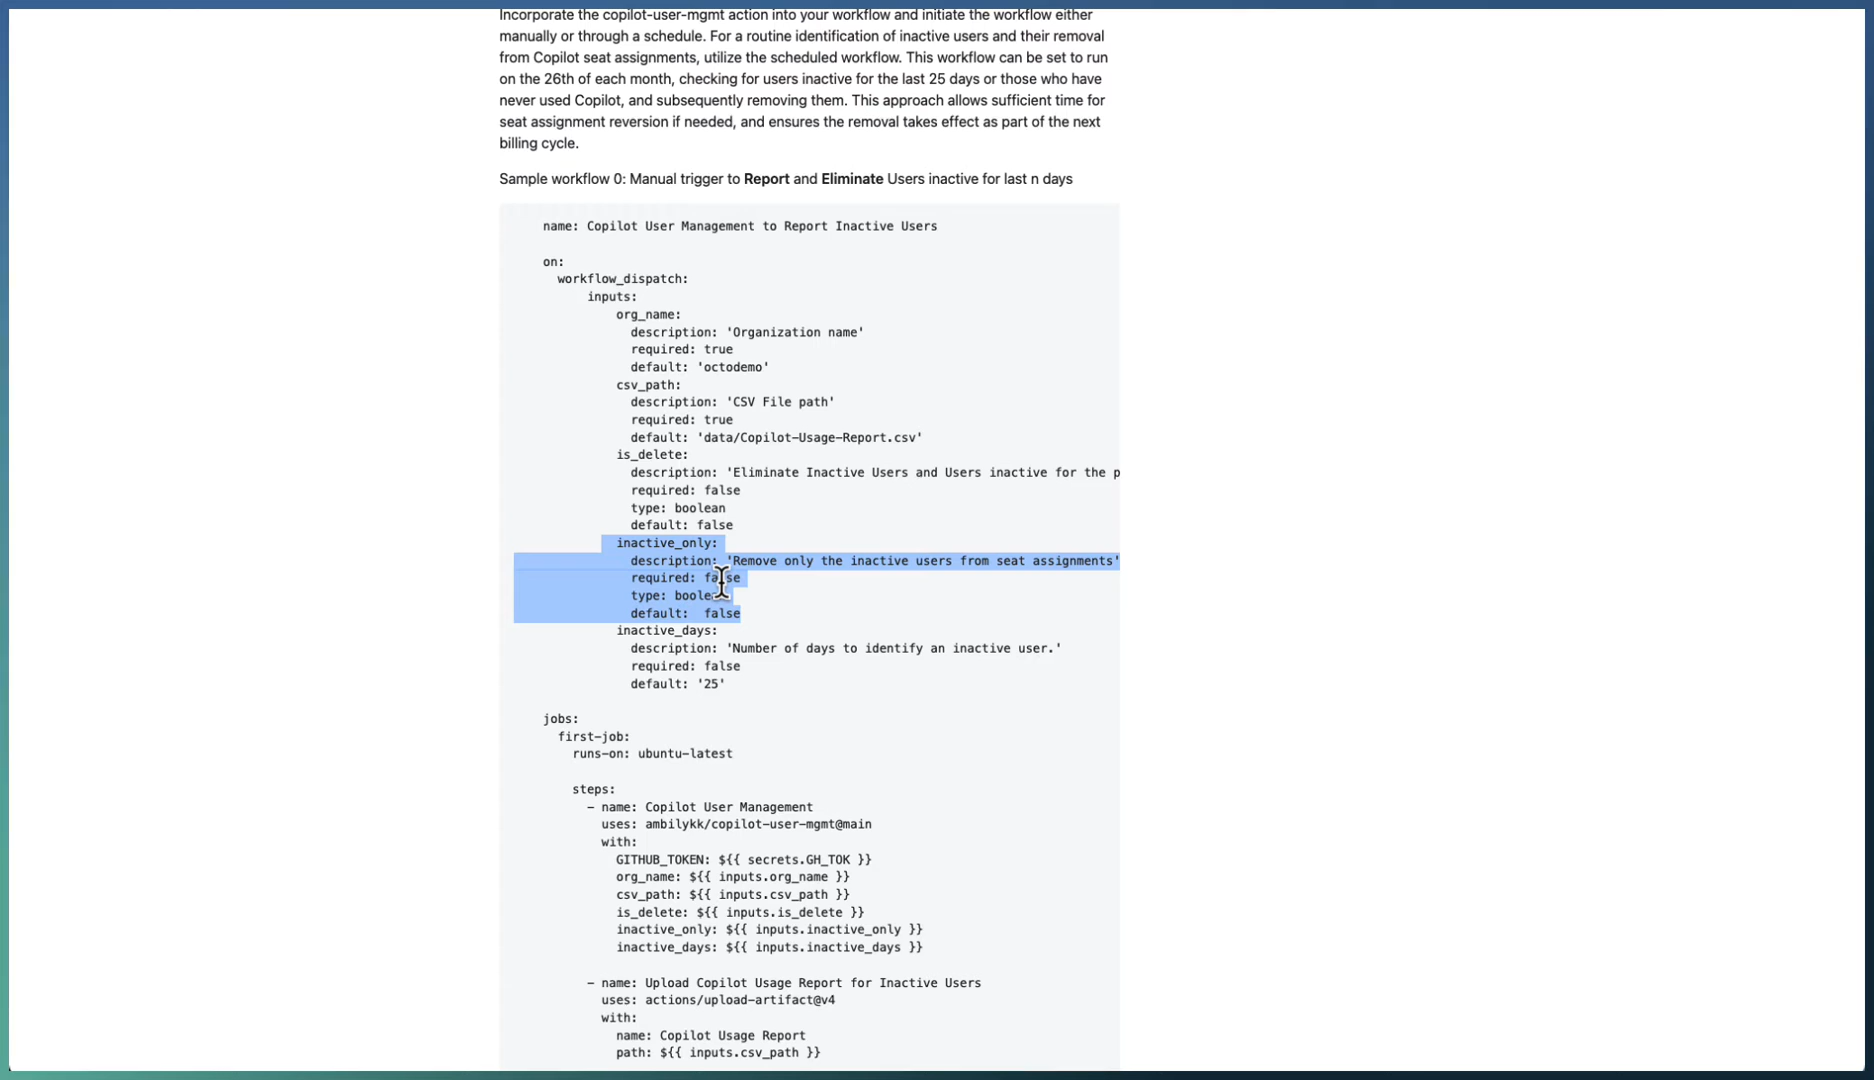 Incorporate the copilot-user-mgmt action into your workflow and initiate the workflow either
manually or through a schedule. For a routine identification of inactive users and their removal
from Copilot seat assignments, utilize the scheduled workflow. This workflow can be set to run
on the 26th of each month, checking for users inactive for the last 25 days or those who have
never used Copilot, and subsequently removing them. This approach allows sufficient time for
seat assignment reversion if needed, and ensures the removal takes effect as part of the next
billing cycle.
Sample workflow 0: Manual trigger to Report and Eliminate Users inactive for last n days
name: Copilot User Management to Report Inactive Users
on:
workflow_dispatch:
inputs:
org_name:
description: 'Organization name'
required: true
default: 'octodemo'
csv_path:
description: 'CSV File path'
required: true
default: 'data/Copilot-Usage-Report.csv'
is_delete:
description: 'Eliminate Inactive Users and Users inactive for the p
required: false
type: boolean
default: false
inactive_only:
description: 'Remove only the inactive users from seat assignments'
required: false
type: boole
default:  false
inactive_days:
description: 'Number of days to identify an inactive user.'
required: false
default: '25'
jobs:
first-job:
runs-on: ubuntu-latest
steps:
- name: Copilot User Management
uses: ambilykk/copilot-user-mgmt@main
with:
GITHUB_TOKEN: ${{ secrets.GH_TOK }}
org_name: ${{ inputs.org_name }}
csv_path: ${{ inputs.csv_path }}
is_delete: ${{ inputs.is_delete }}
inactive_only: ${{ inputs.inactive_only }}
inactive_days: ${{ inputs.inactive_days }}
- name: Upload Copilot Usage Report for Inactive Users
uses: actions/upload-artifact@v4
with:
name: Copilot Usage Report
path: ${{ inputs.csv_path }}